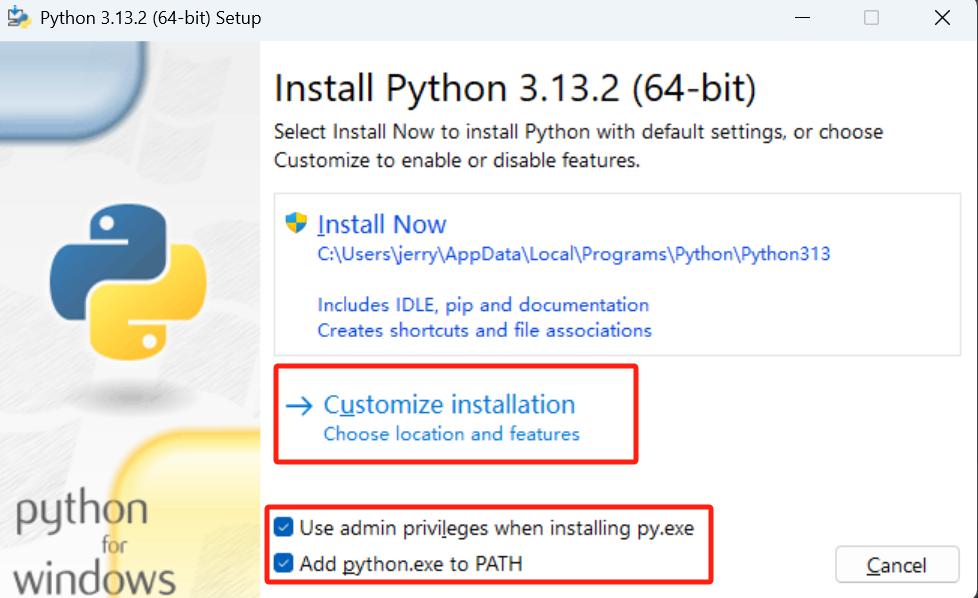 Python 3.13.2 (64-bit) Setup
Install Python 3.13.2 (64-bit)
Select Install Now to install Python with default settings, or choose
Customize to enable or disable features.
Install Now
C:\Users\jerry\AppData\Local\Programs\Python\Python313
Includes IDLE, pip and documentation
Creates shortcuts and file associations
Customize installation
Choose location and features
Use admin privileges when installing py.exe
Add python.exe to PATH
Cancel
python
for
windows